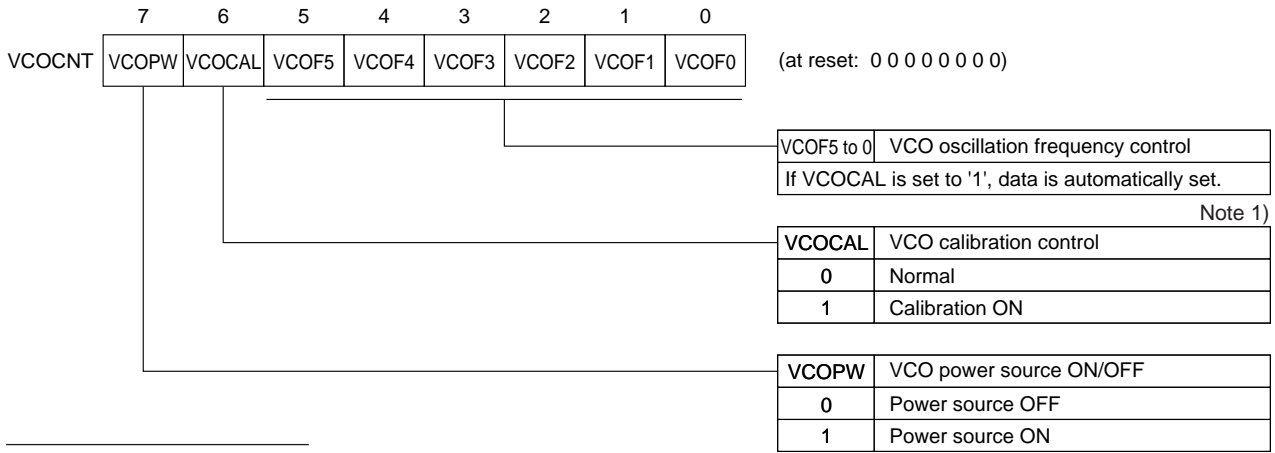 7 6 5 4 3 2 1 0
VCOCNT VCOPW VCOCAL VCOF5 VCOF4 VCOF3 VCOF2 VCOF1 VCOF0 (at reset: 0 0 0 0 0 0 0 0)
VCOF5 to 0 VCO oscillation frequency control
If VCOCAL is set to '1', data is automatically set.
Note 1)
VCOCAL VCO calibration control
0 Normal
1 Calibration ON
VCOPW VCO power source ON/OFF
0 Power source OFF
1 Power source ON